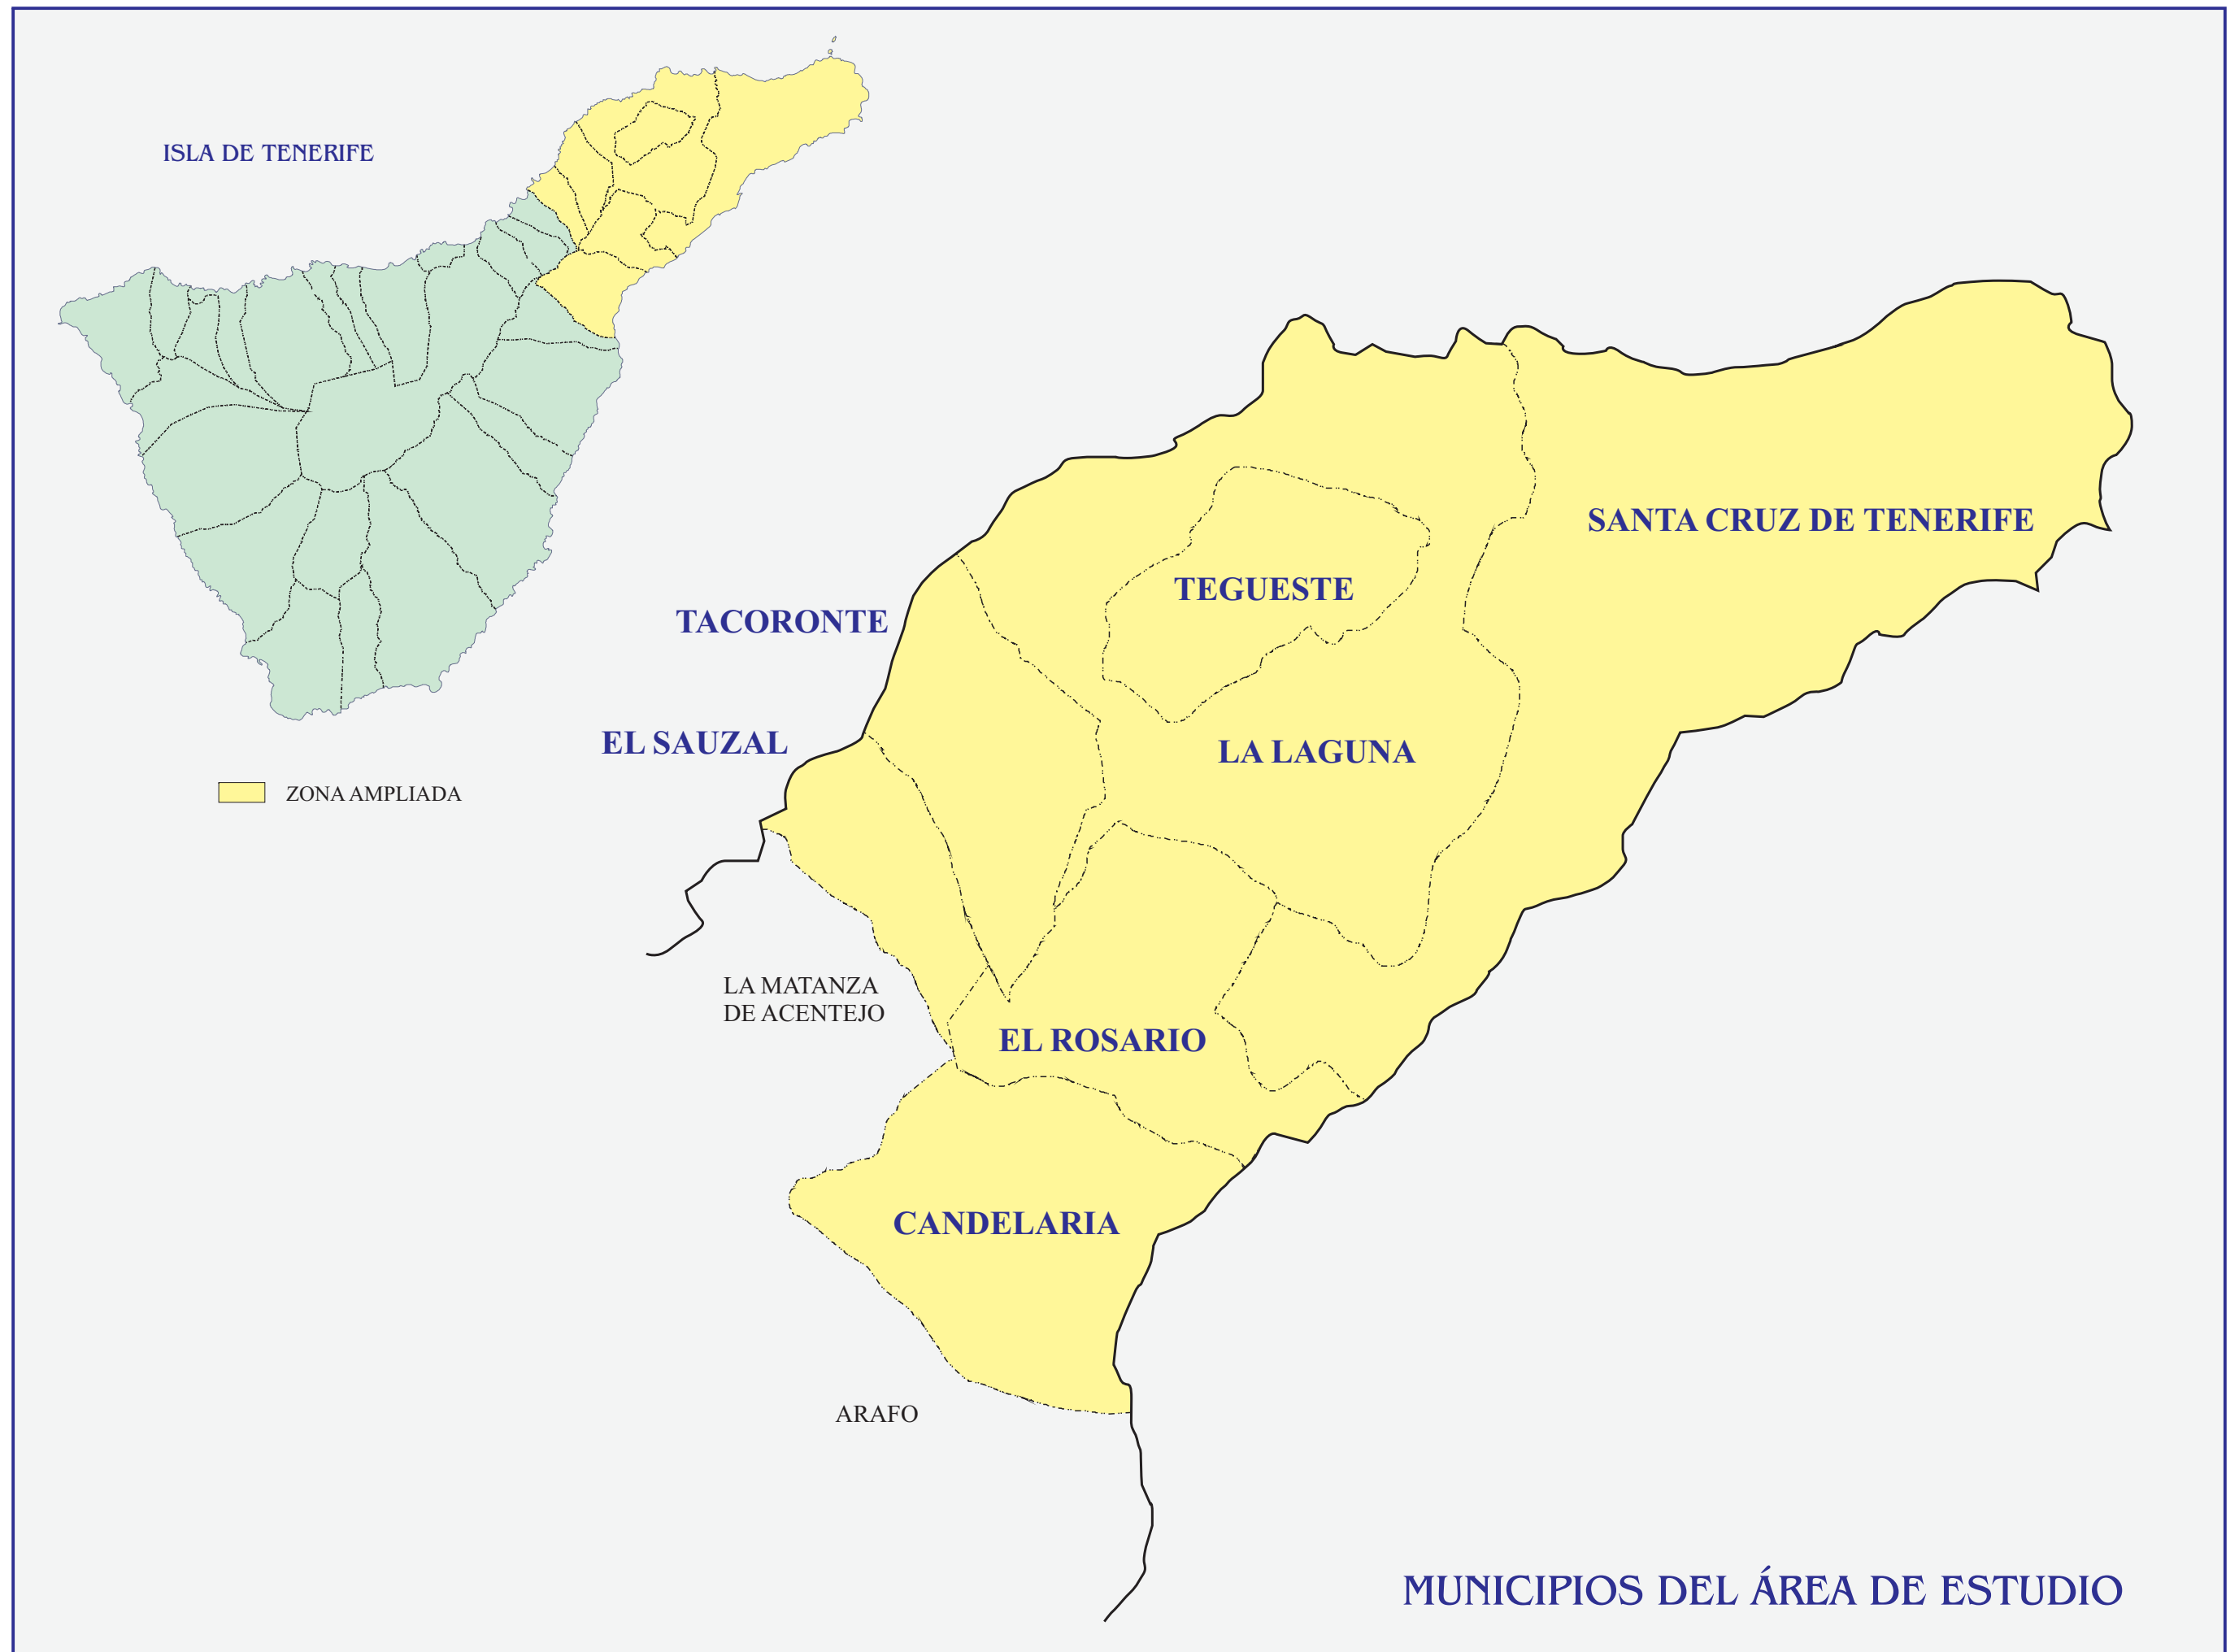 ISLA DE TENERIFE
SANTA CRUZ DE TENERIFE
TEGUESTE
TACORONTE
EL SAUZAL
LA LAGUNA
ZONA AMPLIADA
LA MATANZA
DE ACENTEJO
EL ROSARIO
CANDELARIA
ARAFO
MUNICIPIOS DEL ÁREA DE ESTUDIO